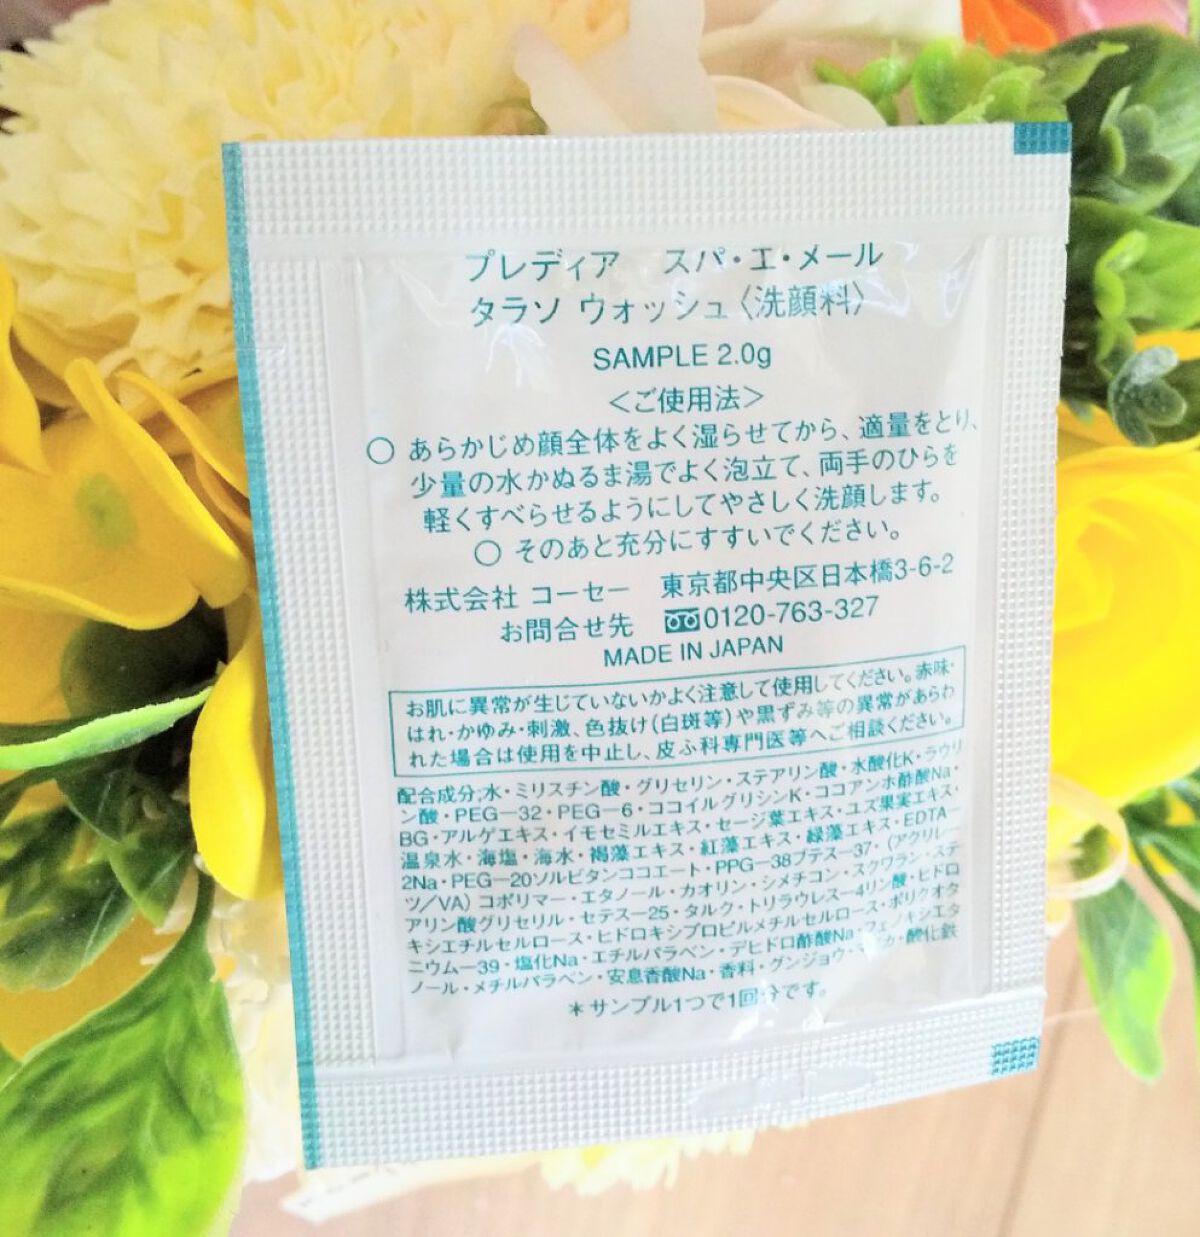 プレディア　スパ・エ・メール
タラソ ウォッシュ〈洗顔料〉
SAMPLE 2.0g
＜ご使用法＞
○ あらかじめ顔全体をよく湿らせてから、適量をとり、
少量の水かぬるま湯でよく泡立て、両手のひらを
軽くすべらせるようにしてやさしく洗顔します。
○ そのあと充分にすすいでください。
株式会社 コーセー　東京都中央区日本橋3-6-2
お問合せ先　0120-763-327
MADE IN JAPAN
お肌に異常が生じていないかよく注意して使用してください。赤味・
はれ・かゆみ・刺激、色抜け(白斑等)や黒ずみ等の異常があらわ
れた場合は使用を中止し、皮ふ科専門医等へご相談ください。
配合成分;水・ミリスチン酸・グリセリン・ステアリン酸・水酸化K・ラウリ
ン酸・PEG－32・PEG－6・ココイルグリシンK・ココアンホ酢酸Na・
BG・アルゲエキス・イモセミルエキス・セージ葉エキス・ユズ果実エキス・
温泉水・海塩・海水・褐藻エキス・紅藻エキス・緑藻エキス・EDTA－
2Na・PEG－20ソルビタンココエート・PPG－38ブテス－37・(アクリレー
ツ／VA) コポリマー・エタノール・カオリン・シメチコン・スクワラン・ステ
アリン酸グリセリル・セテス－25・タルク・トリラウレス－4リン酸・ヒドロ
キシエチルセルロース・ヒドロキシプロピルメチルセルロース・ポリクオタ
ニウム－39・塩化Na・エチルパラベン・デヒドロ酢酸Na・フェノキシエタ
ノール・メチルパラベン・安息香酸Na・香料・グンジョウ・・酸化鉄
＊サンプル1つで1回分です。